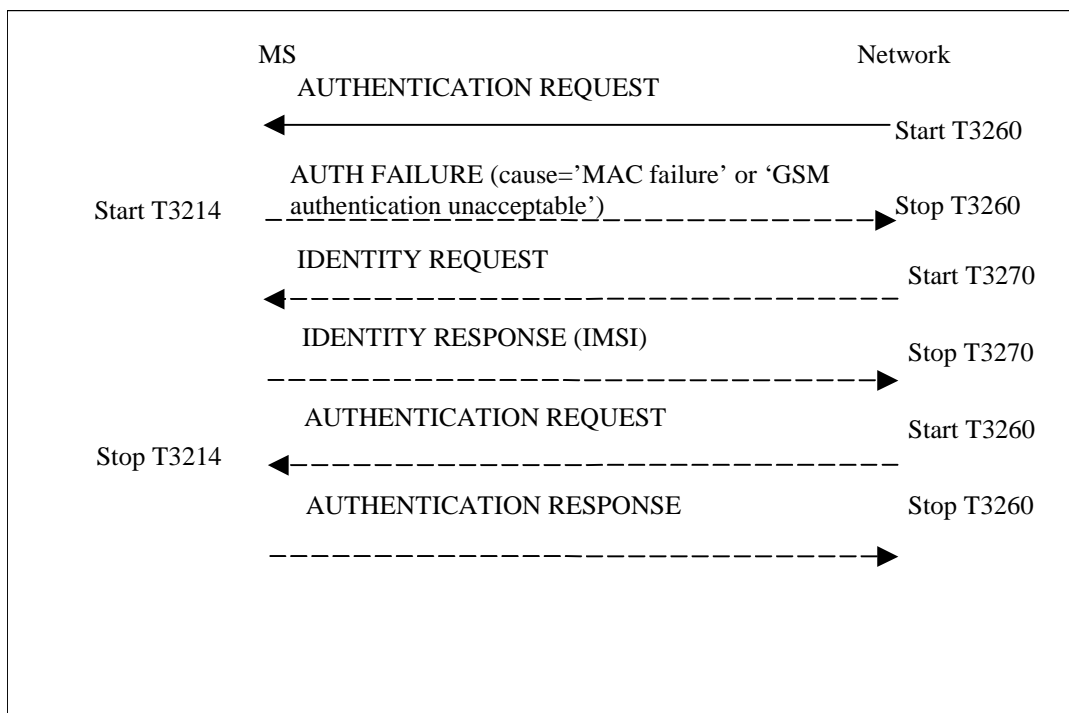 MS Network
AUTHENTICATION REQUEST
Start T3260
AUTH FAILURE (cause=’MAC failure’ or ‘GSM
authentication unacceptable’)
Start T3214
Stop T3260
IDENTITY REQUEST
Start T3270
IDENTITY RESPONSE (IMSI)
Stop T3270
AUTHENTICATION REQUEST
Start T3260
Stop T3214
AUTHENTICATION RESPONSE
Stop T3260